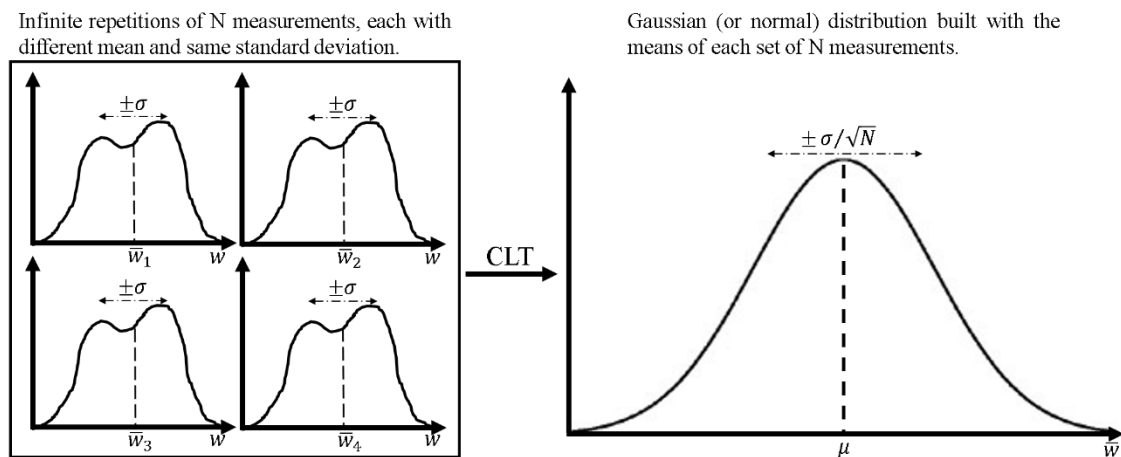 Infinite repetitions of N measurements, each with
different mean and same standard deviation.
Gaussian (or normal) distribution built with the
means of each set of N measurements.
±σ
w̅₁ w
±σ
w̅₂ w
±σ
w̅₃ w
±σ
w̅₄ w
CLT
± σ/√N
μ
w̅